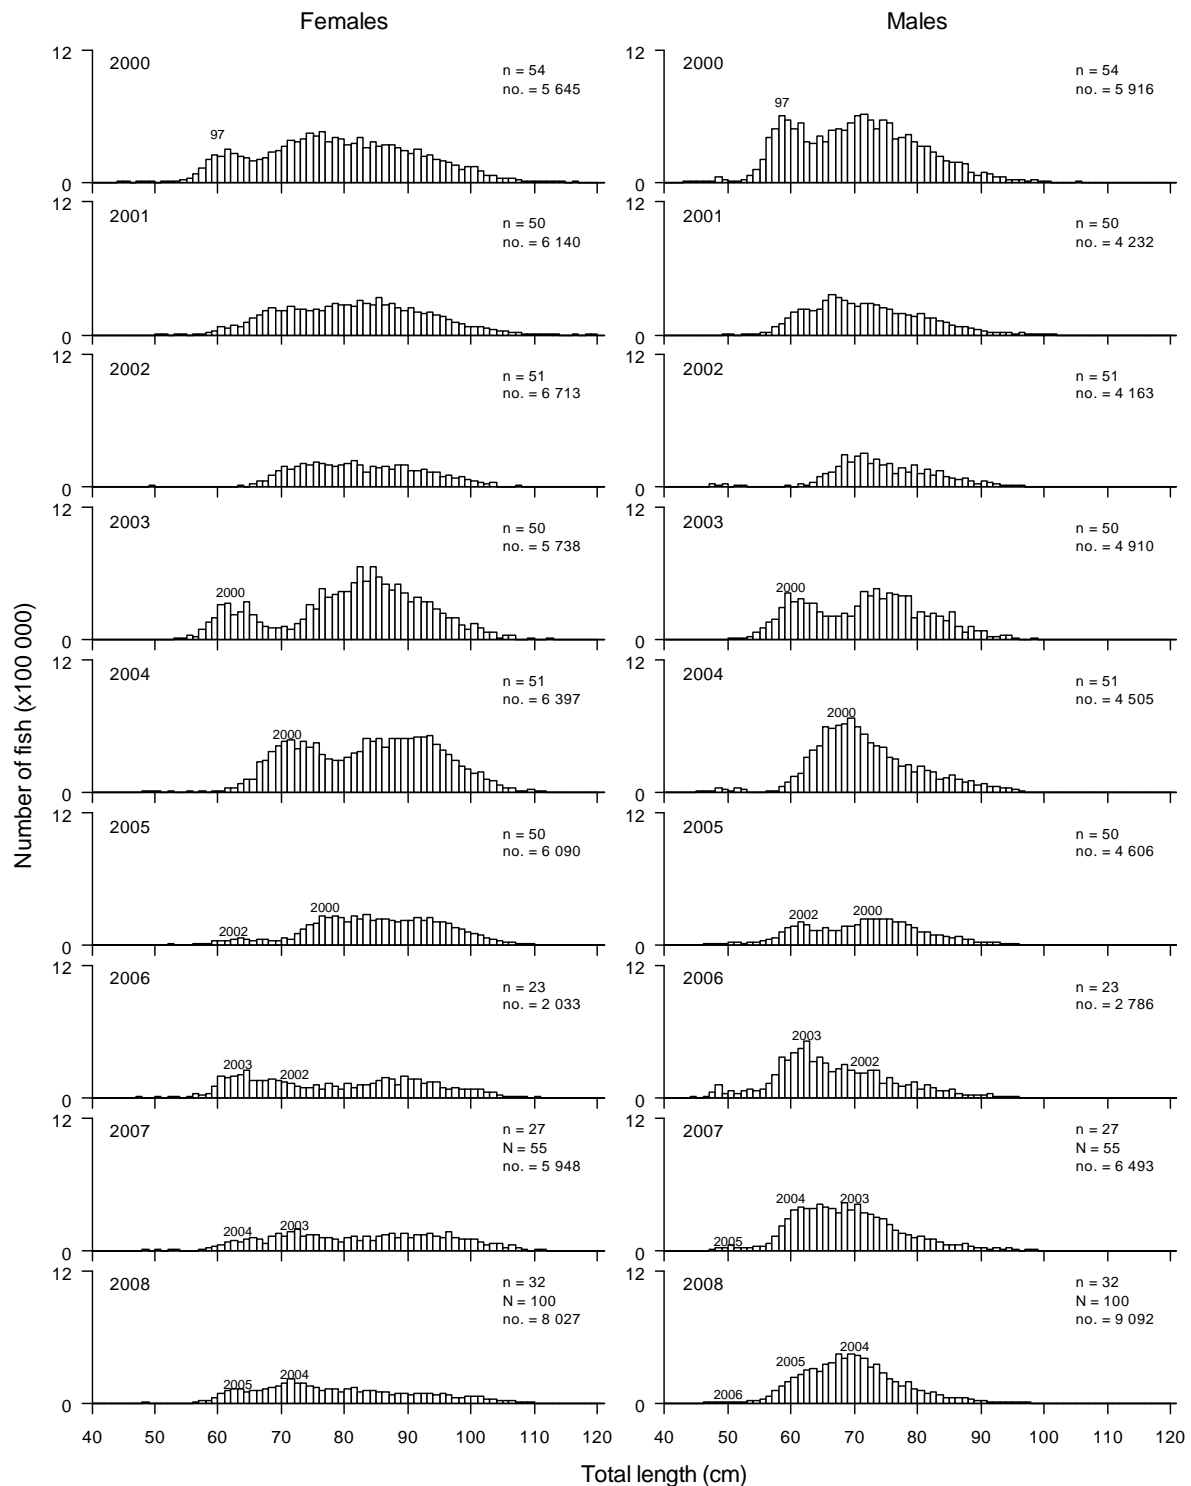 Females
Males
12
2000
n = 54
no. = 5 645
97
0
2000
n = 54
no. = 5 916
97
12
2001
n = 50
no. = 6 140
0
12
2001
n = 50
no. = 4 232
0
12
2002
n = 51
no. = 6 713
0
12
2002
n = 51
no. = 4 163
0
12
2003
n = 50
no. = 5 738
2000
0
12
2003
n = 50
no. = 4 910
2000
0
12
2004
n = 51
no. = 6 397
2000
0
12
2004
n = 51
no. = 4 505
2000
0
12
2005
n = 50
no. = 6 090
2002
2000
0
12
2005
n = 50
no. = 4 606
2002
2000
0
12
2006
n = 23
no. = 2 033
2003
2002
0
12
2006
n = 23
no. = 2 786
2003
2002
0
12
2007
n = 27
N = 55
no. = 5 948
2004
2003
0
12
2007
n = 27
N = 55
no. = 6 493
2005
2004
2003
0
12
2008
n = 32
N = 100
no. = 8 027
2005
2004
0
12
2008
n = 32
N = 100
no. = 9 092
2006
2005
2004
0
40 50 60 70 80 90 100 110 120
40 50 60 70 80 90 100 110 120
Number of fish (x100 000)
Total length (cm)